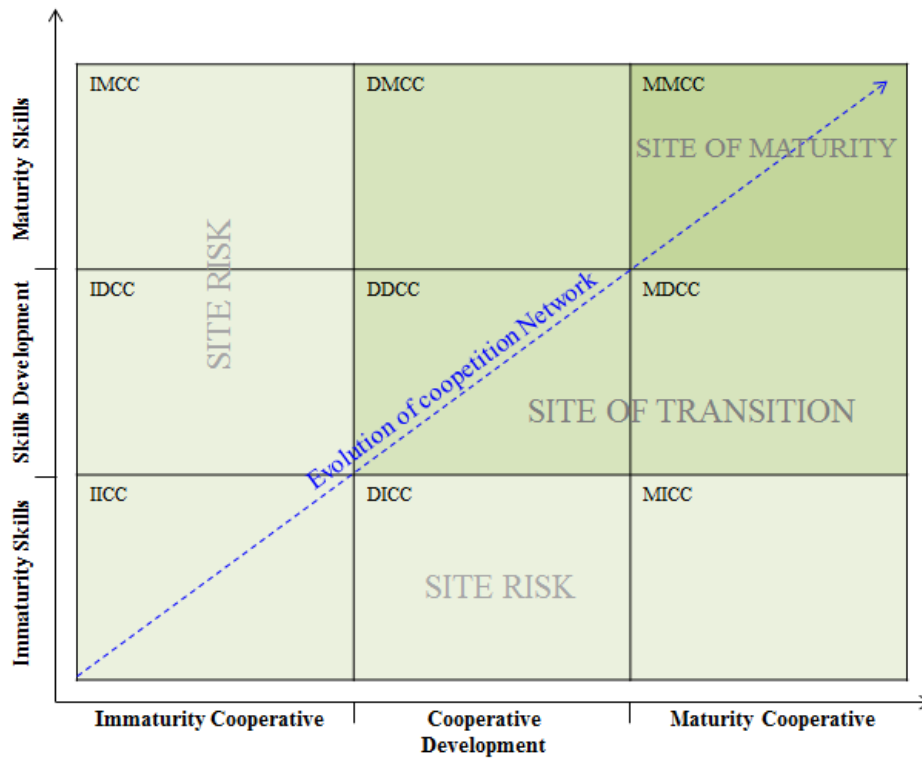 Maturity Skills
Skills Development
Immaturity Skills
IMCC
DMCC
MMCC
SITE OF MATURITY
SITE RISK
IDCC
DDCC
MDCC
Evolution of coopetition Network
SITE OF TRANSITION
IICC
DICC
MICC
SITE RISK
Immaturity Cooperative
Cooperative
Development
Maturity Cooperative